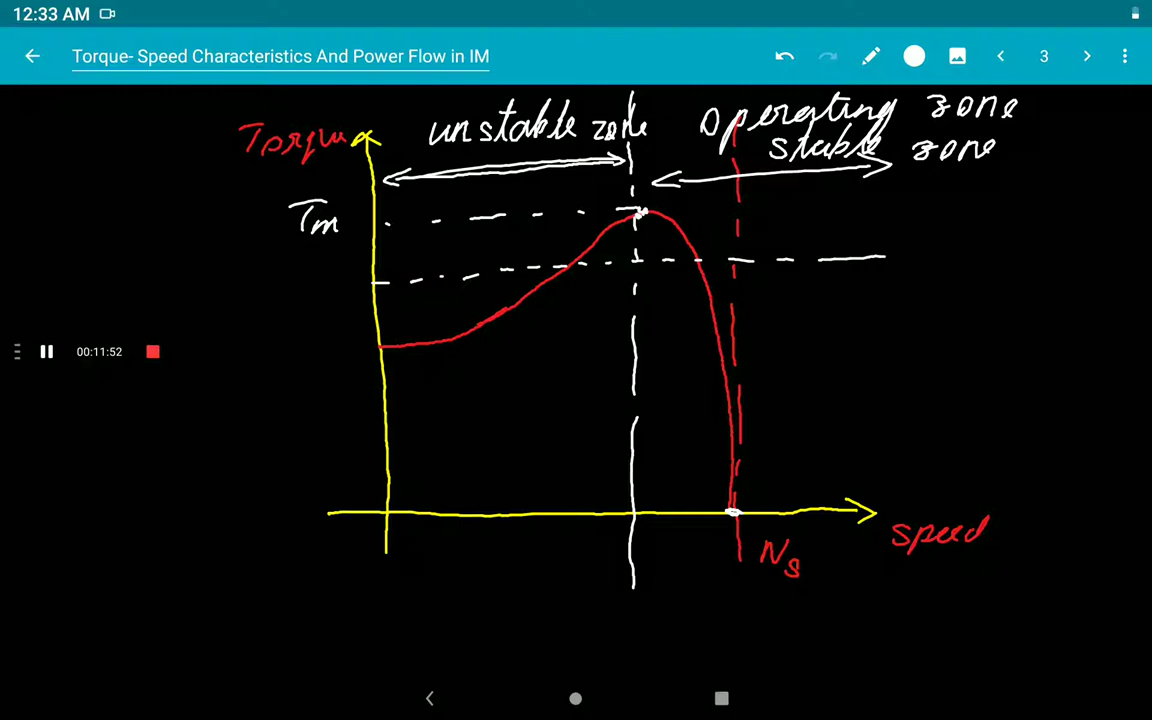 12:33 AM
Torque- Speed Characteristics And Power Flow in IM
3
unstable zone
operating zone
stable zone
Torque
Tm
00:11:52
speed
Ns